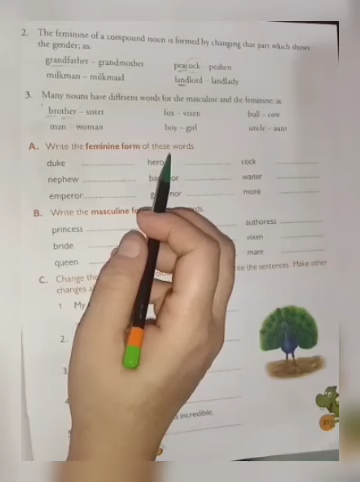 2. The feminine of a compound noun is formed by changing that part which shows
the gender; as
grandfather – grandmother peacock – peahen
milkman – milkmaid landlord – landlady
3. Many nouns have different words for the masculine and the feminine; as
brother – sister fox – vixen bull – cow
man – woman boy – girl uncle – aunt
A. Write the feminine form of these words.
duke hero cock
nephew waiter
emperor monk
B. Write the masculine
princess authoress
bride vixen
queen mare
C. Change the the sentences. Make other
changes
1. My
2.
3.
incredible.